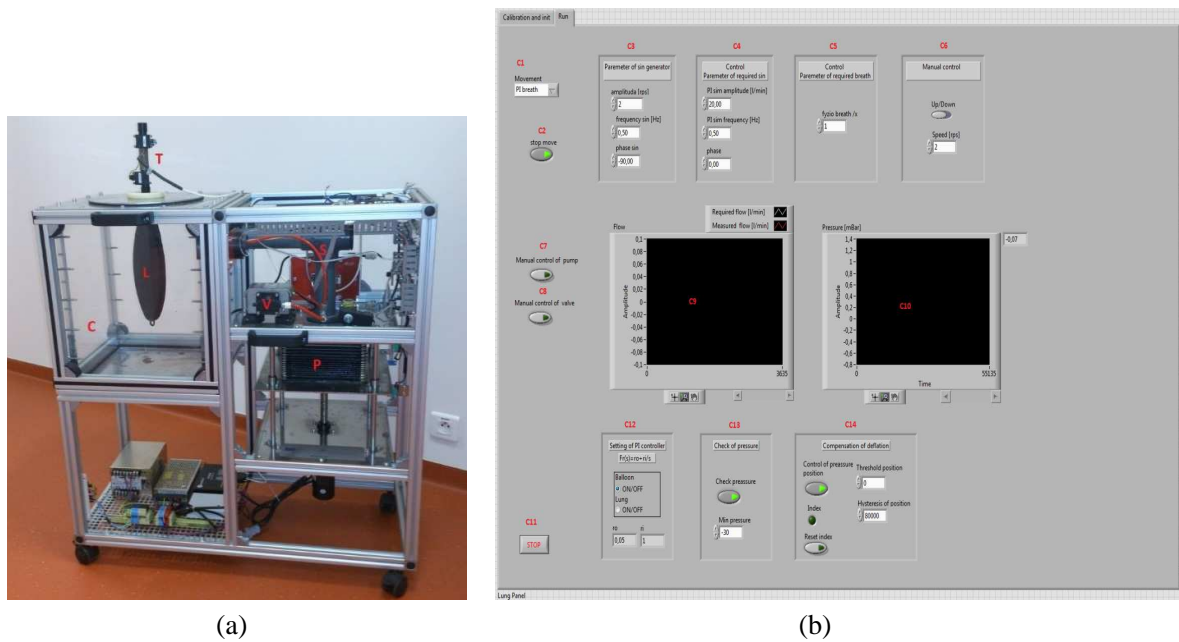 T
L
C
S
V
P
(a)
Calibration and init Run
C1
Movement
PI breath
C2
stop move
C3
Paremeter of sin generator
amplituda [rps]
2
frequency sin [Hz]
0,50
phase sin
-90,00
C4
Control
Paremeter of required sin
PI sim amplitude [l/min]
20,00
PI sim frequency [Hz]
0,50
phase
0,00
C5
Control
Paremeter of required breath
fyzio breath /s
1
C6
Manual control
Up/Down
Speed [rps]
2
C7
Manual control of pump
C8
Manual control of valve
Required flow [l/min]
Measured flow [l/min]
Flow
Amplitude
0,1
0,08
0,06
0,04
0,02
0
-0,02
-0,04
-0,06
-0,08
-0,1
0 3635
C9
Pressure [mBar]
-0,07
Amplitude
1,4
1,2
1
0,8
0,6
0,4
0,2
0
-0,2
-0,4
-0,6
-0,8
0 55135
Time
C10
C11
STOP
C12
Setting of PI controller
Fr(s)=ro+ri/s
Balloon
ON/OFF
Lung
ON/OFF
ro ri
0,05 1
C13
Check of pressure
Check preassure
Min pressure
-30
C14
Compensation of deflation
Control of preassure
position
Threshold position
0
Index
Hysteresis of position
80000
Reset index
Lung Panel
(b)